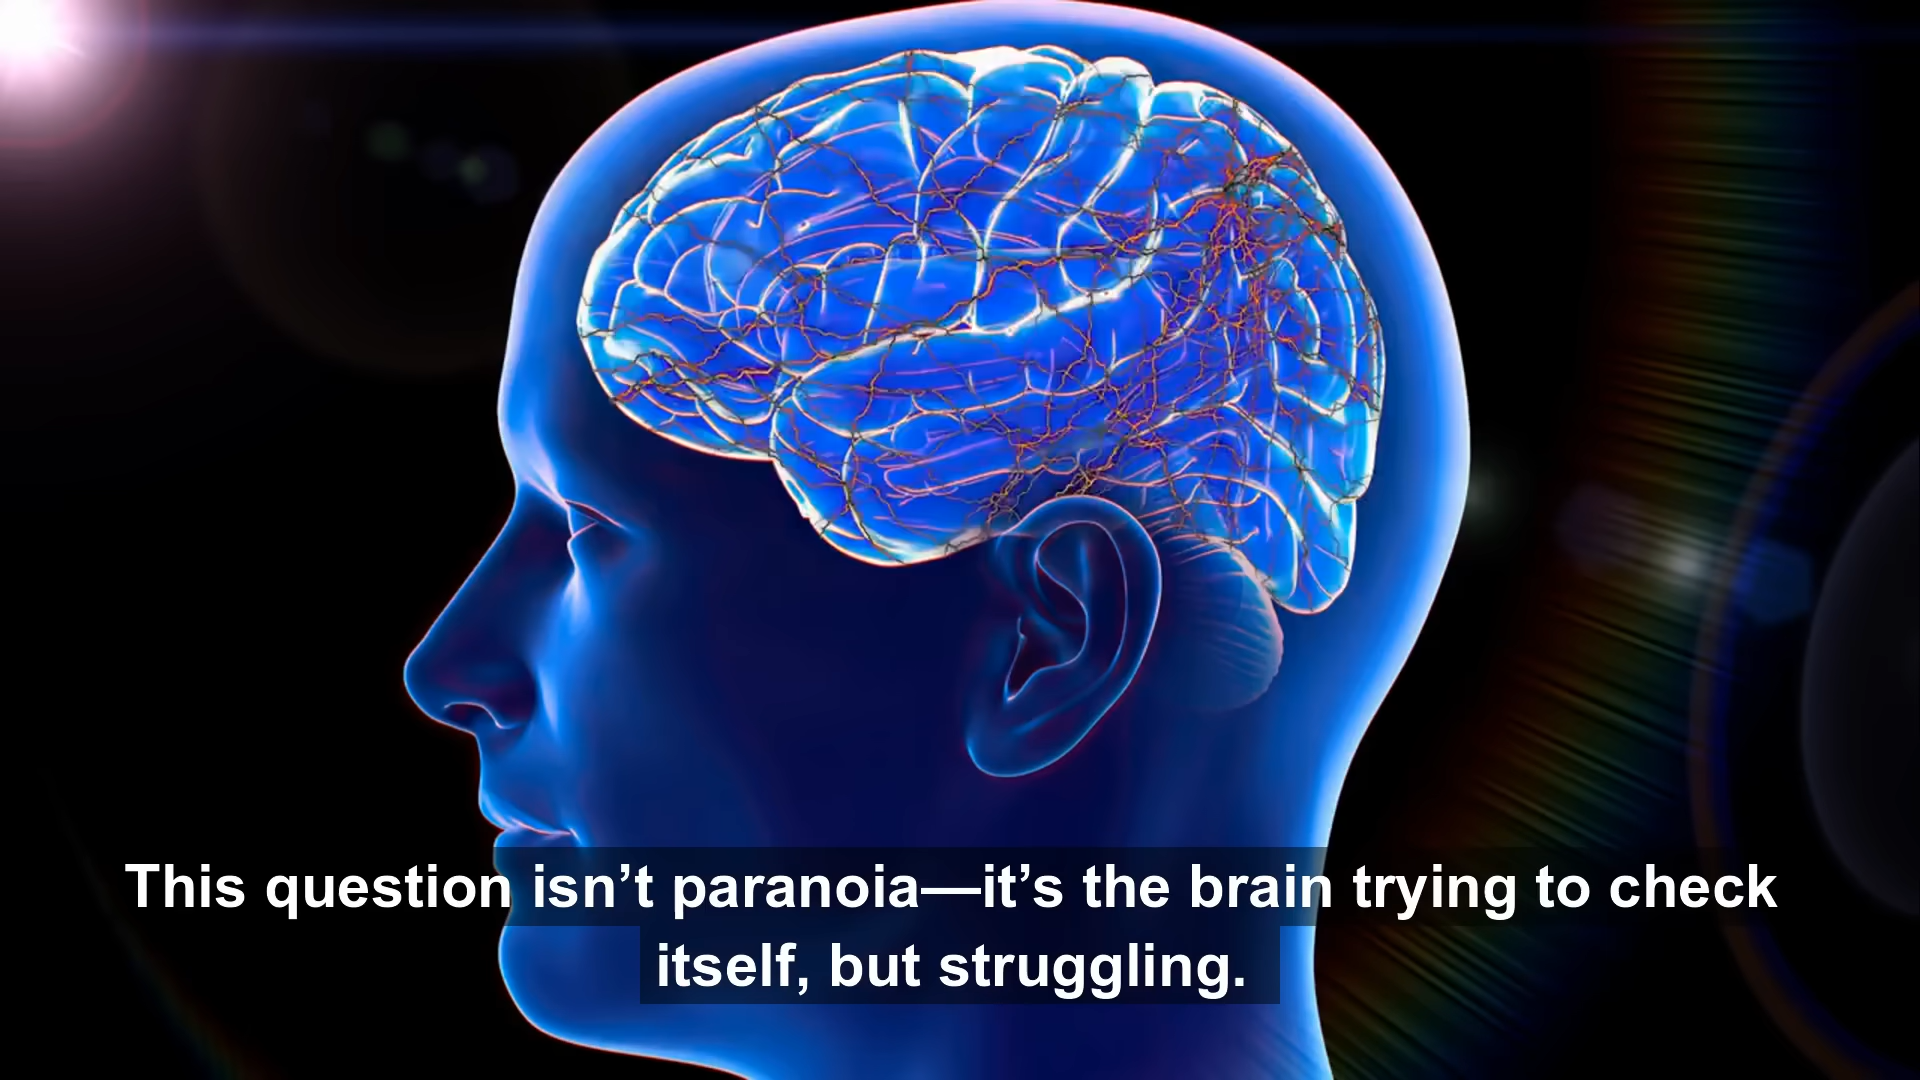 This question isn’t paranoia—it’s the brain trying to check
itself, but struggling.